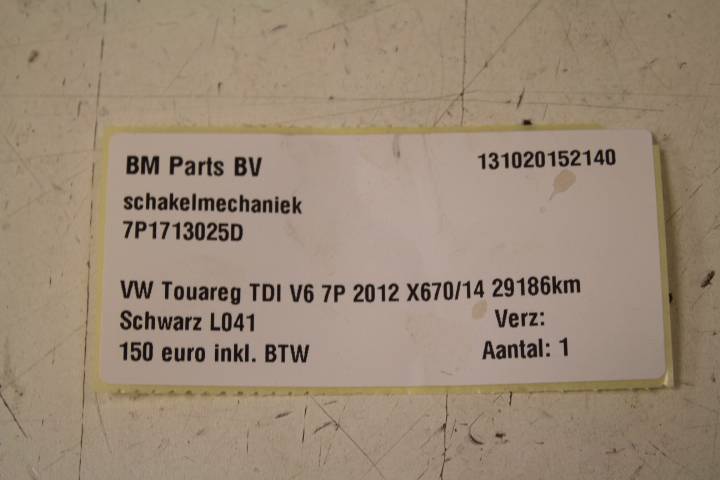 BM Parts BV 131020152140
schakelmechaniek
7P1713025D
VW Touareg TDI V6 7P 2012 X670/14 29186km
Schwarz L041 Verz:
150 euro inkl. BTW Aantal: 1